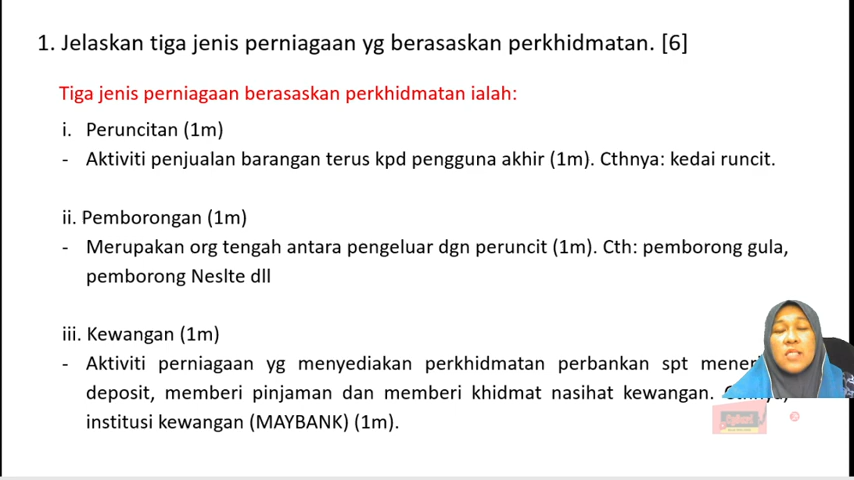 1. Jelaskan tiga jenis perniagaan yg berasaskan perkhidmatan. [6]
Tiga jenis perniagaan berasaskan perkhidmatan ialah:
i. Peruncitan (1m)
- Aktiviti penjualan barangan terus kpd pengguna akhir (1m). Cthnya: kedai runcit.
ii. Pemborongan (1m)
- Merupakan org tengah antara pengeluar dgn peruncit (1m). Cth: pemborong gula,
pemborong Neslte dll
iii. Kewangan (1m)
- Aktiviti perniagaan yg menyediakan perkhidmatan perbankan spt
deposit, memberi pinjaman dan memberi khidmat nasihat kewangan.
institusi kewangan (MAYBANK) (1m).